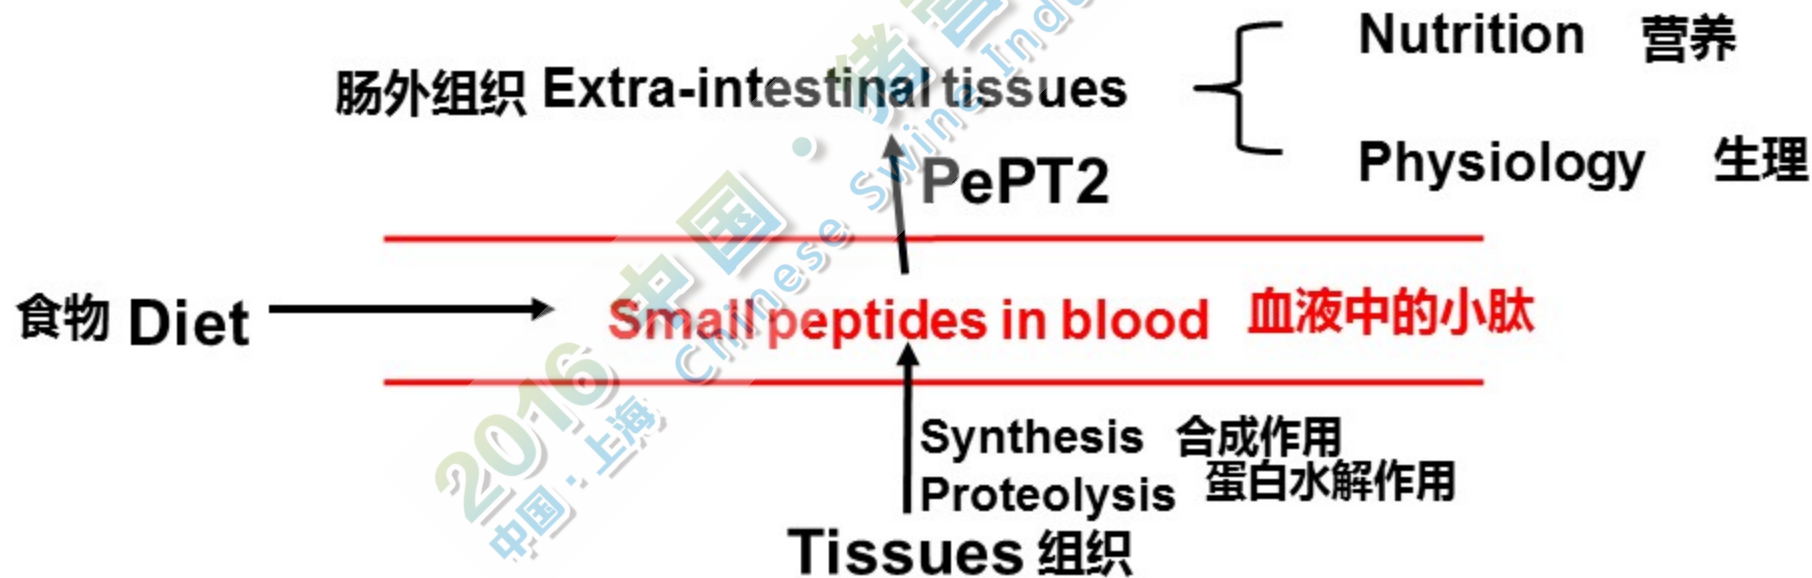 Nutrition 营养
肠外组织 Extra-intestinal tissues
Physiology 生理
PePT2
食物 Diet
Small peptides in blood 血液中的小肽
Synthesis 合成作用
Proteolysis 蛋白水解作用
Tissues 组织
2016 中国·猪营
Chinese Swine Indu
中国·上海